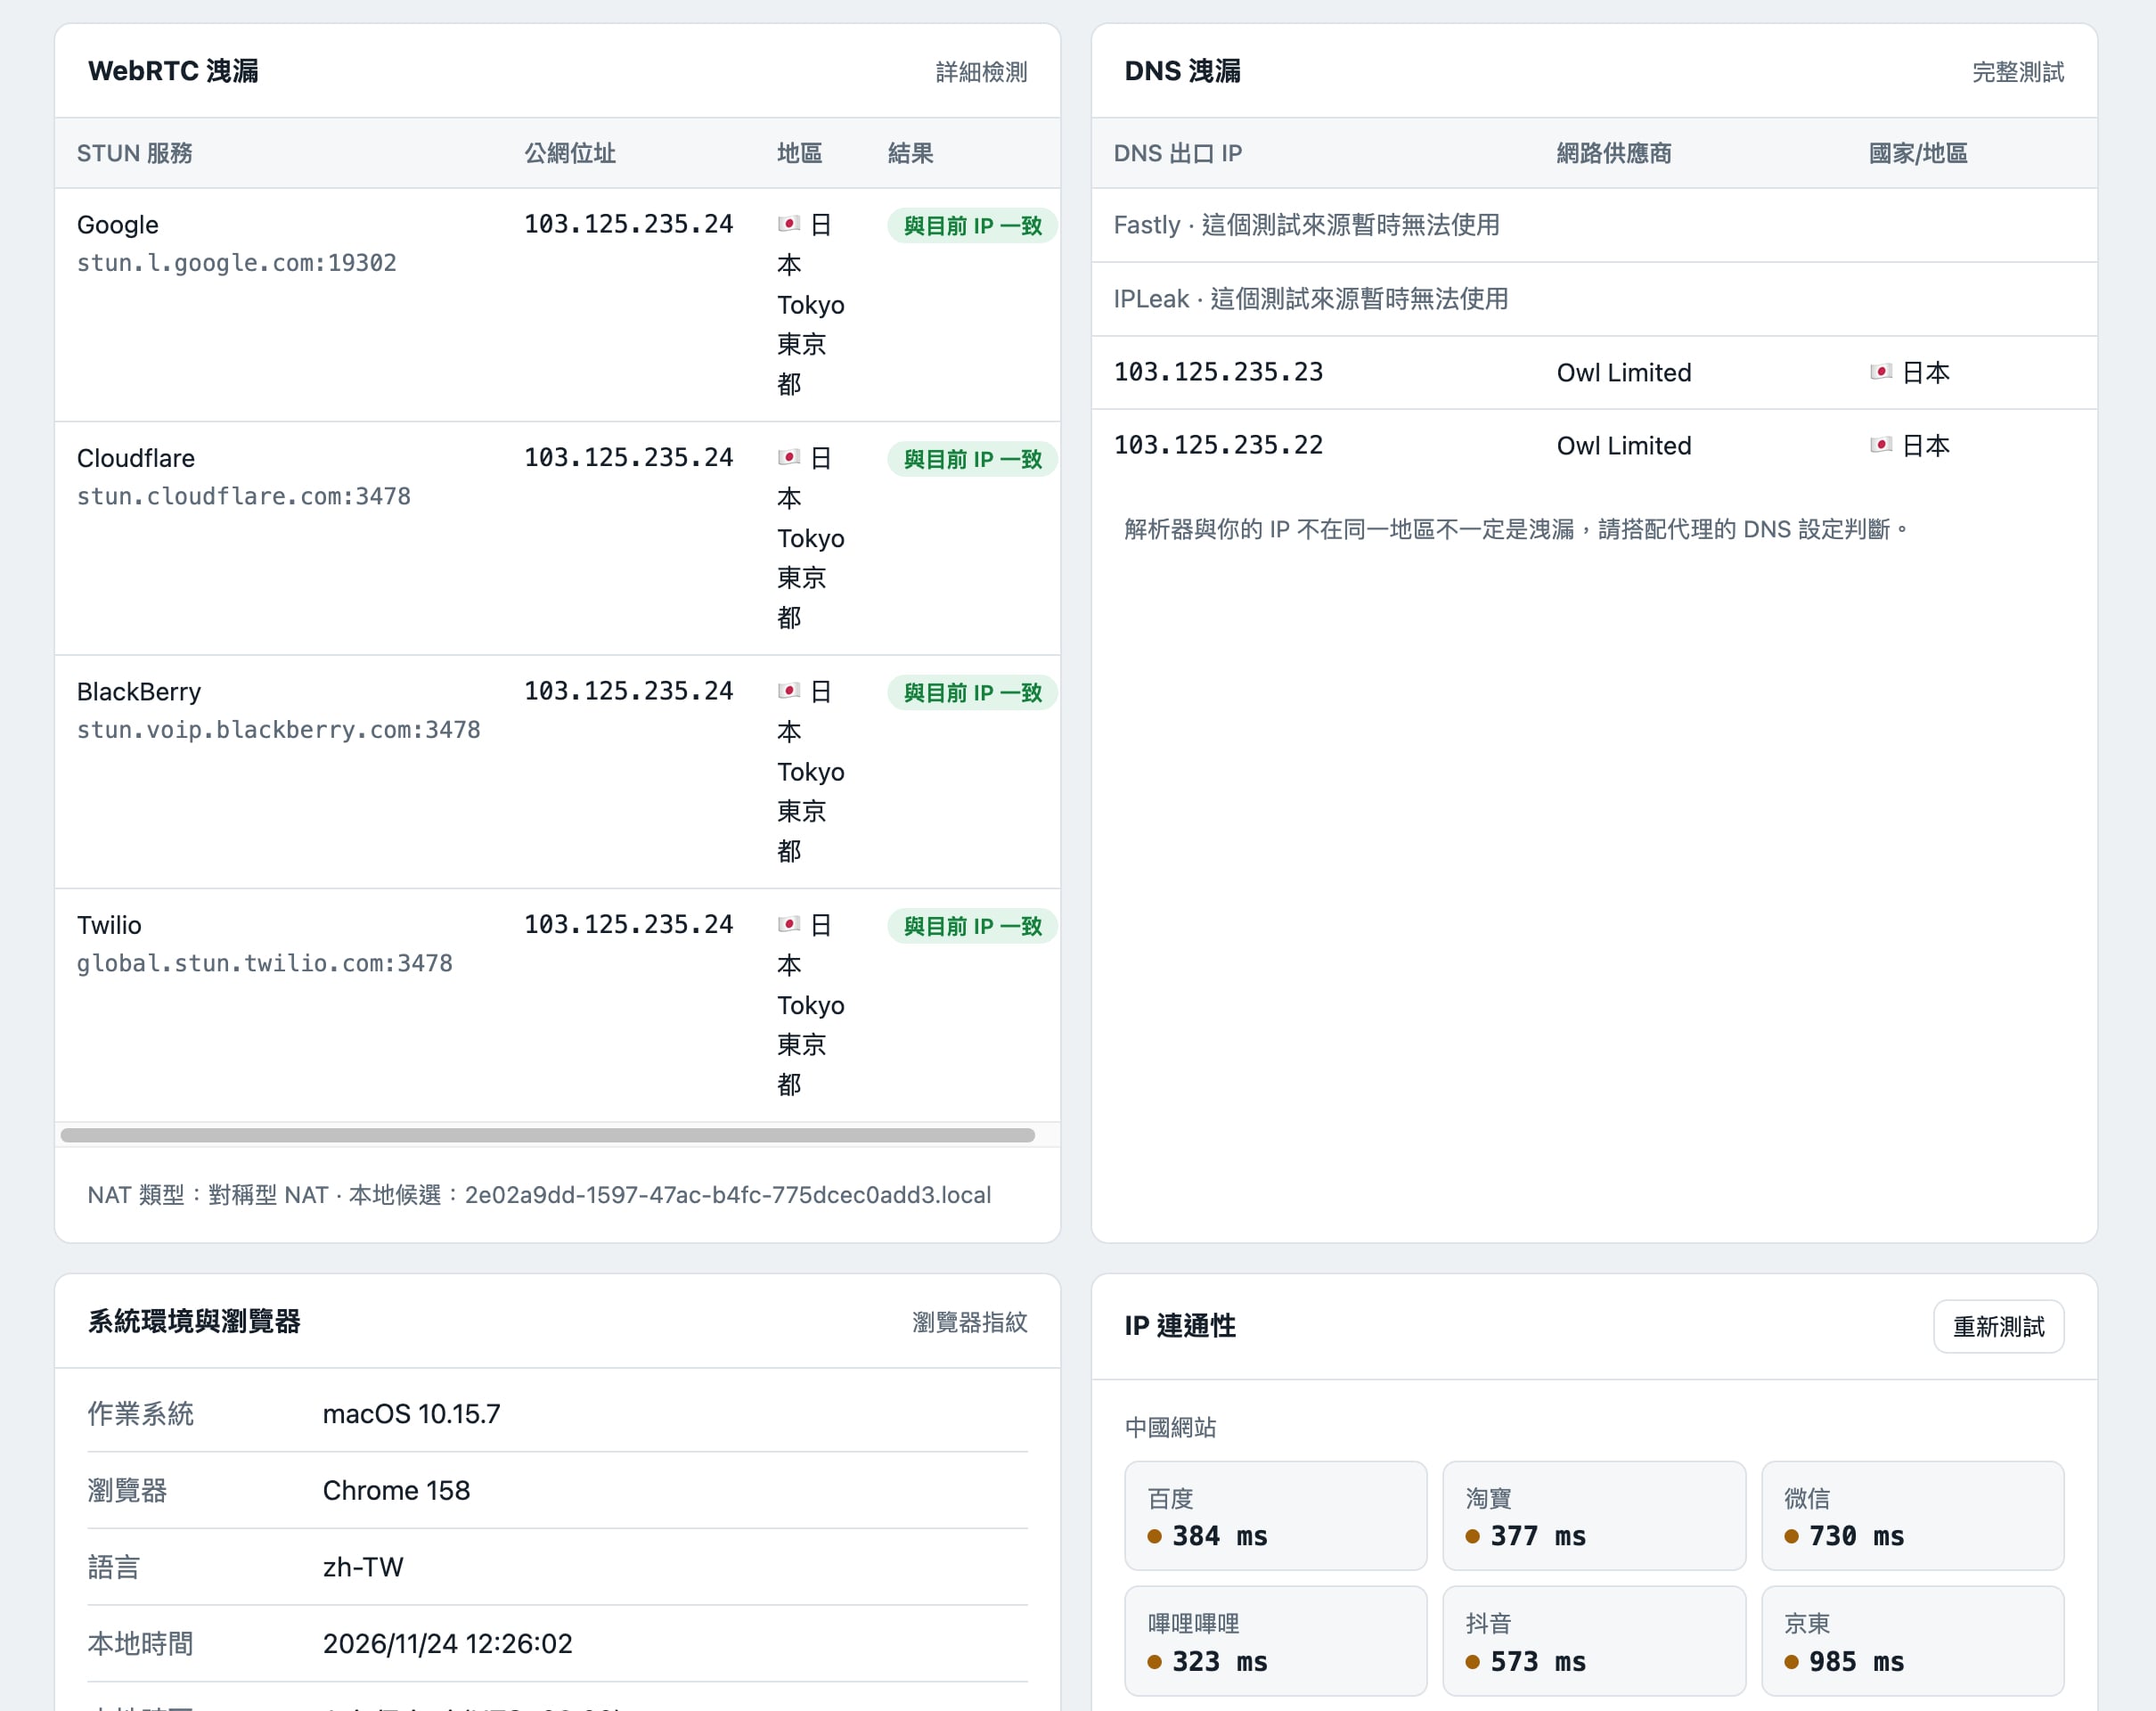 WebRTC 洩漏
詳細檢測
STUN 服務 公網位址 地區 結果
Google
stun.l.google.com:19302
103.125.235.24
日
本
Tokyo
東京
都
與目前 IP 一致
Cloudflare
stun.cloudflare.com:3478
103.125.235.24
日
本
Tokyo
東京
都
與目前 IP 一致
BlackBerry
stun.voip.blackberry.com:3478
103.125.235.24
日
本
Tokyo
東京
都
與目前 IP 一致
Twilio
global.stun.twilio.com:3478
103.125.235.24
日
本
Tokyo
東京
都
與目前 IP 一致
NAT 類型：對稱型 NAT · 本地候選：2e02a9dd-1597-47ac-b4fc-775dcec0add3.local
DNS 洩漏
完整測試
DNS 出口 IP 網路供應商 國家/地區
Fastly · 這個測試來源暫時無法使用
IPLeak · 這個測試來源暫時無法使用
103.125.235.23 Owl Limited 日本
103.125.235.22 Owl Limited 日本
解析器與你的 IP 不在同一地區不一定是洩漏，請搭配代理的 DNS 設定判斷。
系統環境與瀏覽器
瀏覽器指紋
作業系統 macOS 10.15.7
瀏覽器 Chrome 158
語言 zh-TW
本地時間 2026/11/24 12:26:02
IP 連通性
重新測試
中國網站
百度
384 ms
淘寶
377 ms
微信
730 ms
嗶哩嗶哩
323 ms
抖音
573 ms
京東
985 ms